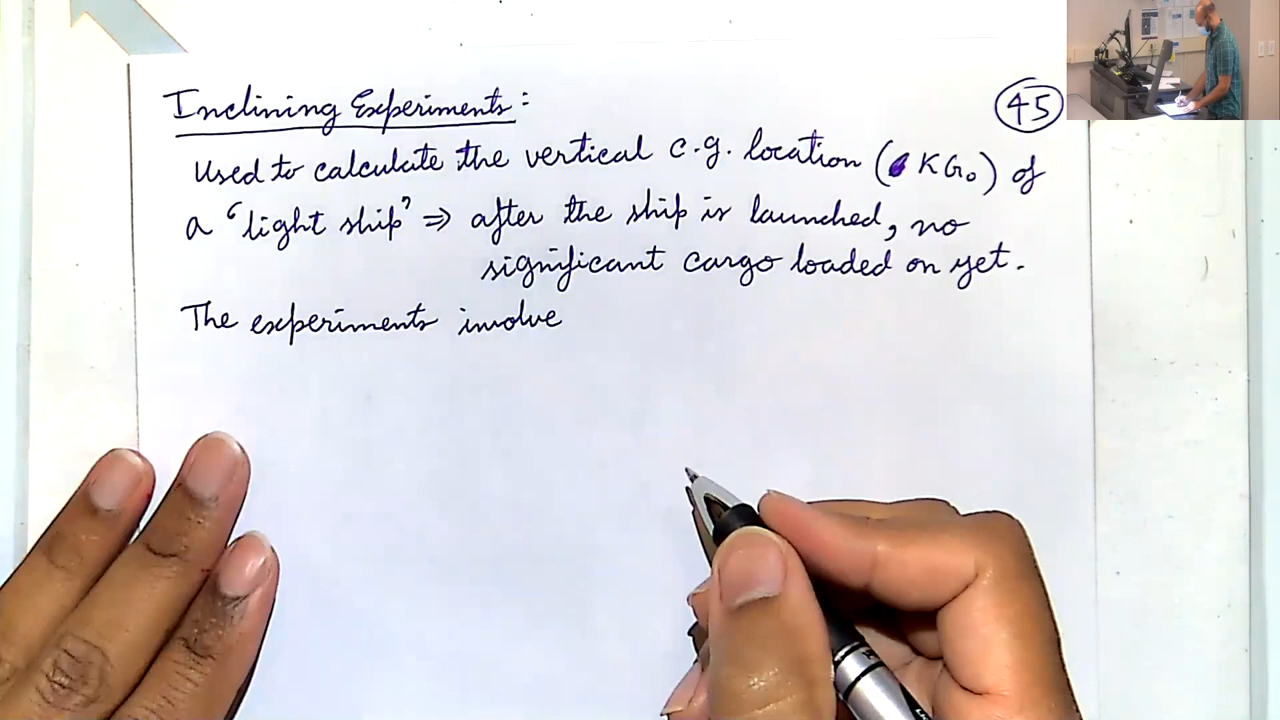 Inclining Experiments:
45
Used to calculate the vertical c.g. location (KG₀) of
a "light ship" ⇒ after the ship is launched, no
significant cargo loaded on yet.
The experiments involve